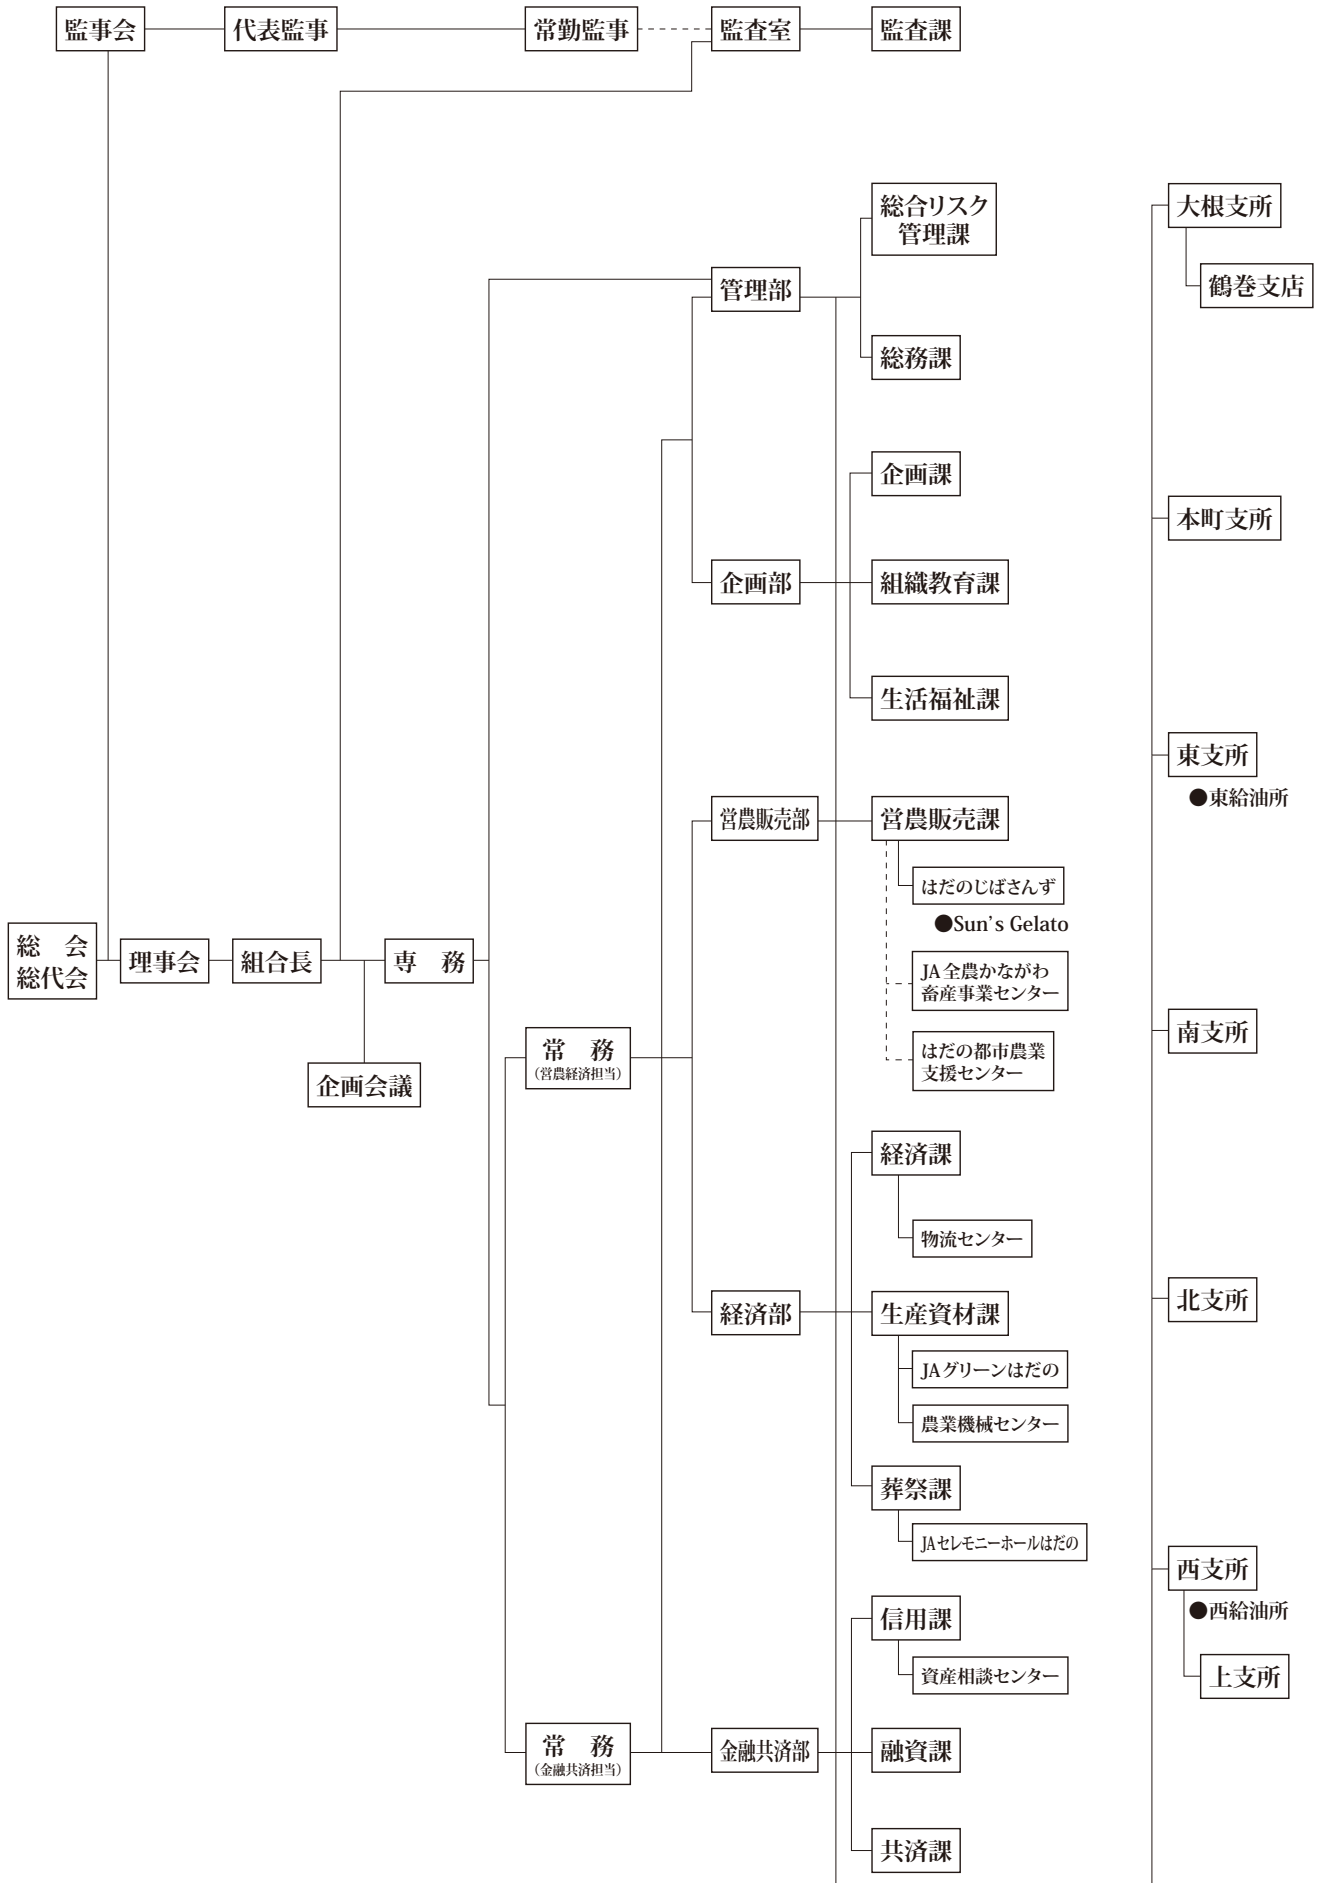 監事会
代表監事
常勤監事
監査室
監査課
総合リスク
管理課
管理部
総務課
企画課
企画部
組織教育課
生活福祉課
営農販売部
営農販売課
はだのじばさんず
●Sun's Gelato
JA全農かながわ
畜産事業センター
はだの都市農業
支援センター
総　会
総代会
理事会
組合長
専　務
企画会議
常　務
（営農経済担当）
経済課
物流センター
経済部
生産資材課
JAグリーンはだの
農業機械センター
葬祭課
JAセレモニーホールはだの
信用課
資産相談センター
常　務
（金融共済担当）
金融共済部
融資課
共済課
大根支所
鶴巻支店
本町支所
東支所
●東給油所
南支所
北支所
西支所
●西給油所
上支所